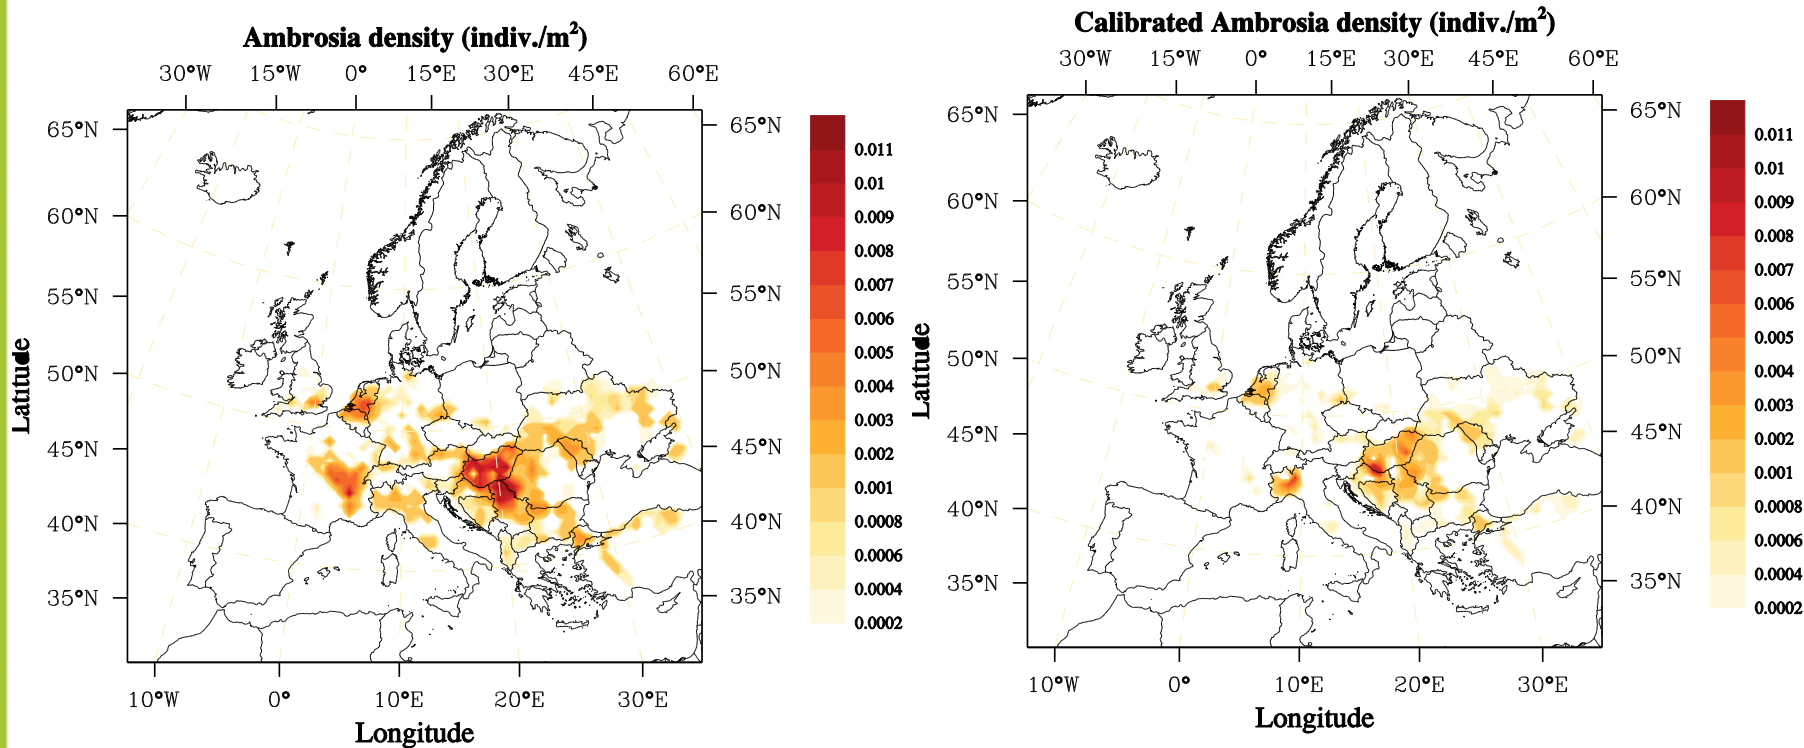 Ambrosia density (indiv./m²)
30°W 15°W 0° 15°E 30°E 45°E 60°E
65°N
60°N
55°N
50°N
45°N
40°N
35°N
Latitude
65°N
60°N
55°N
50°N
45°N
40°N
35°N
10°W 0° 10°E 20°E 30°E
Longitude
0.011
0.01
0.009
0.008
0.007
0.006
0.005
0.004
0.003
0.002
0.001
0.0008
0.0006
0.0004
0.0002
Calibrated Ambrosia density (indiv./m²)
30°W 15°W 0° 15°E 30°E 45°E 60°E
65°N
60°N
55°N
50°N
45°N
40°N
35°N
Latitude
65°N
60°N
55°N
50°N
45°N
40°N
35°N
10°W 0° 10°E 20°E 30°E
Longitude
0.011
0.01
0.009
0.008
0.007
0.006
0.005
0.004
0.003
0.002
0.001
0.0008
0.0006
0.0004
0.0002